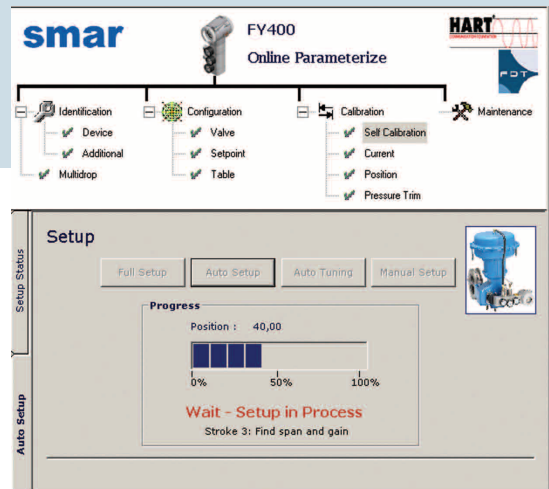 smar
FY400
Online Parameterize
HART
COMMUNICATION FOUNDATION
FDT
Identification
Device
Additional
Multidrop
Configuration
Valve
Setpoint
Table
Calibration
Self Calibration
Current
Position
Pressure Trim
Maintenance
Setup Status
Auto Setup
Setup
Full Setup
Auto Setup
Auto Tuning
Manual Setup
Progress
Position : 40,00
0% 50% 100%
Wait - Setup in Process
Stroke 3: Find span and gain